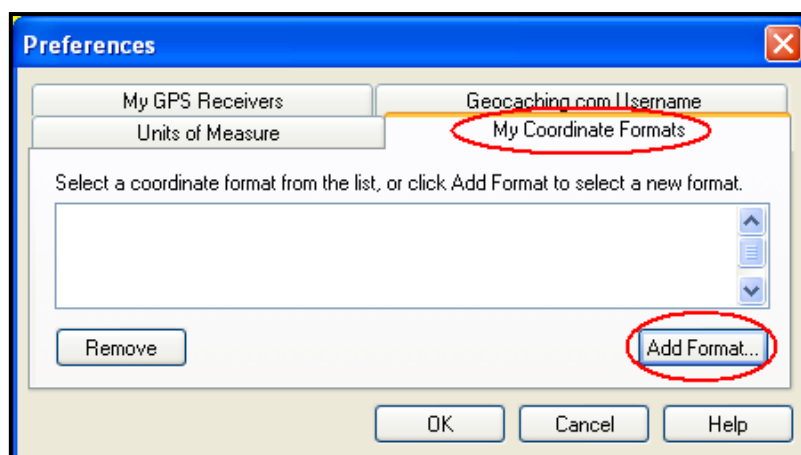 Preferences
My GPS Receivers
Geocaching.com Username
Units of Measure
My Coordinate Formats
Select a coordinate format from the list, or click Add Format to select a new format.
Remove
Add Format...
OK
Cancel
Help